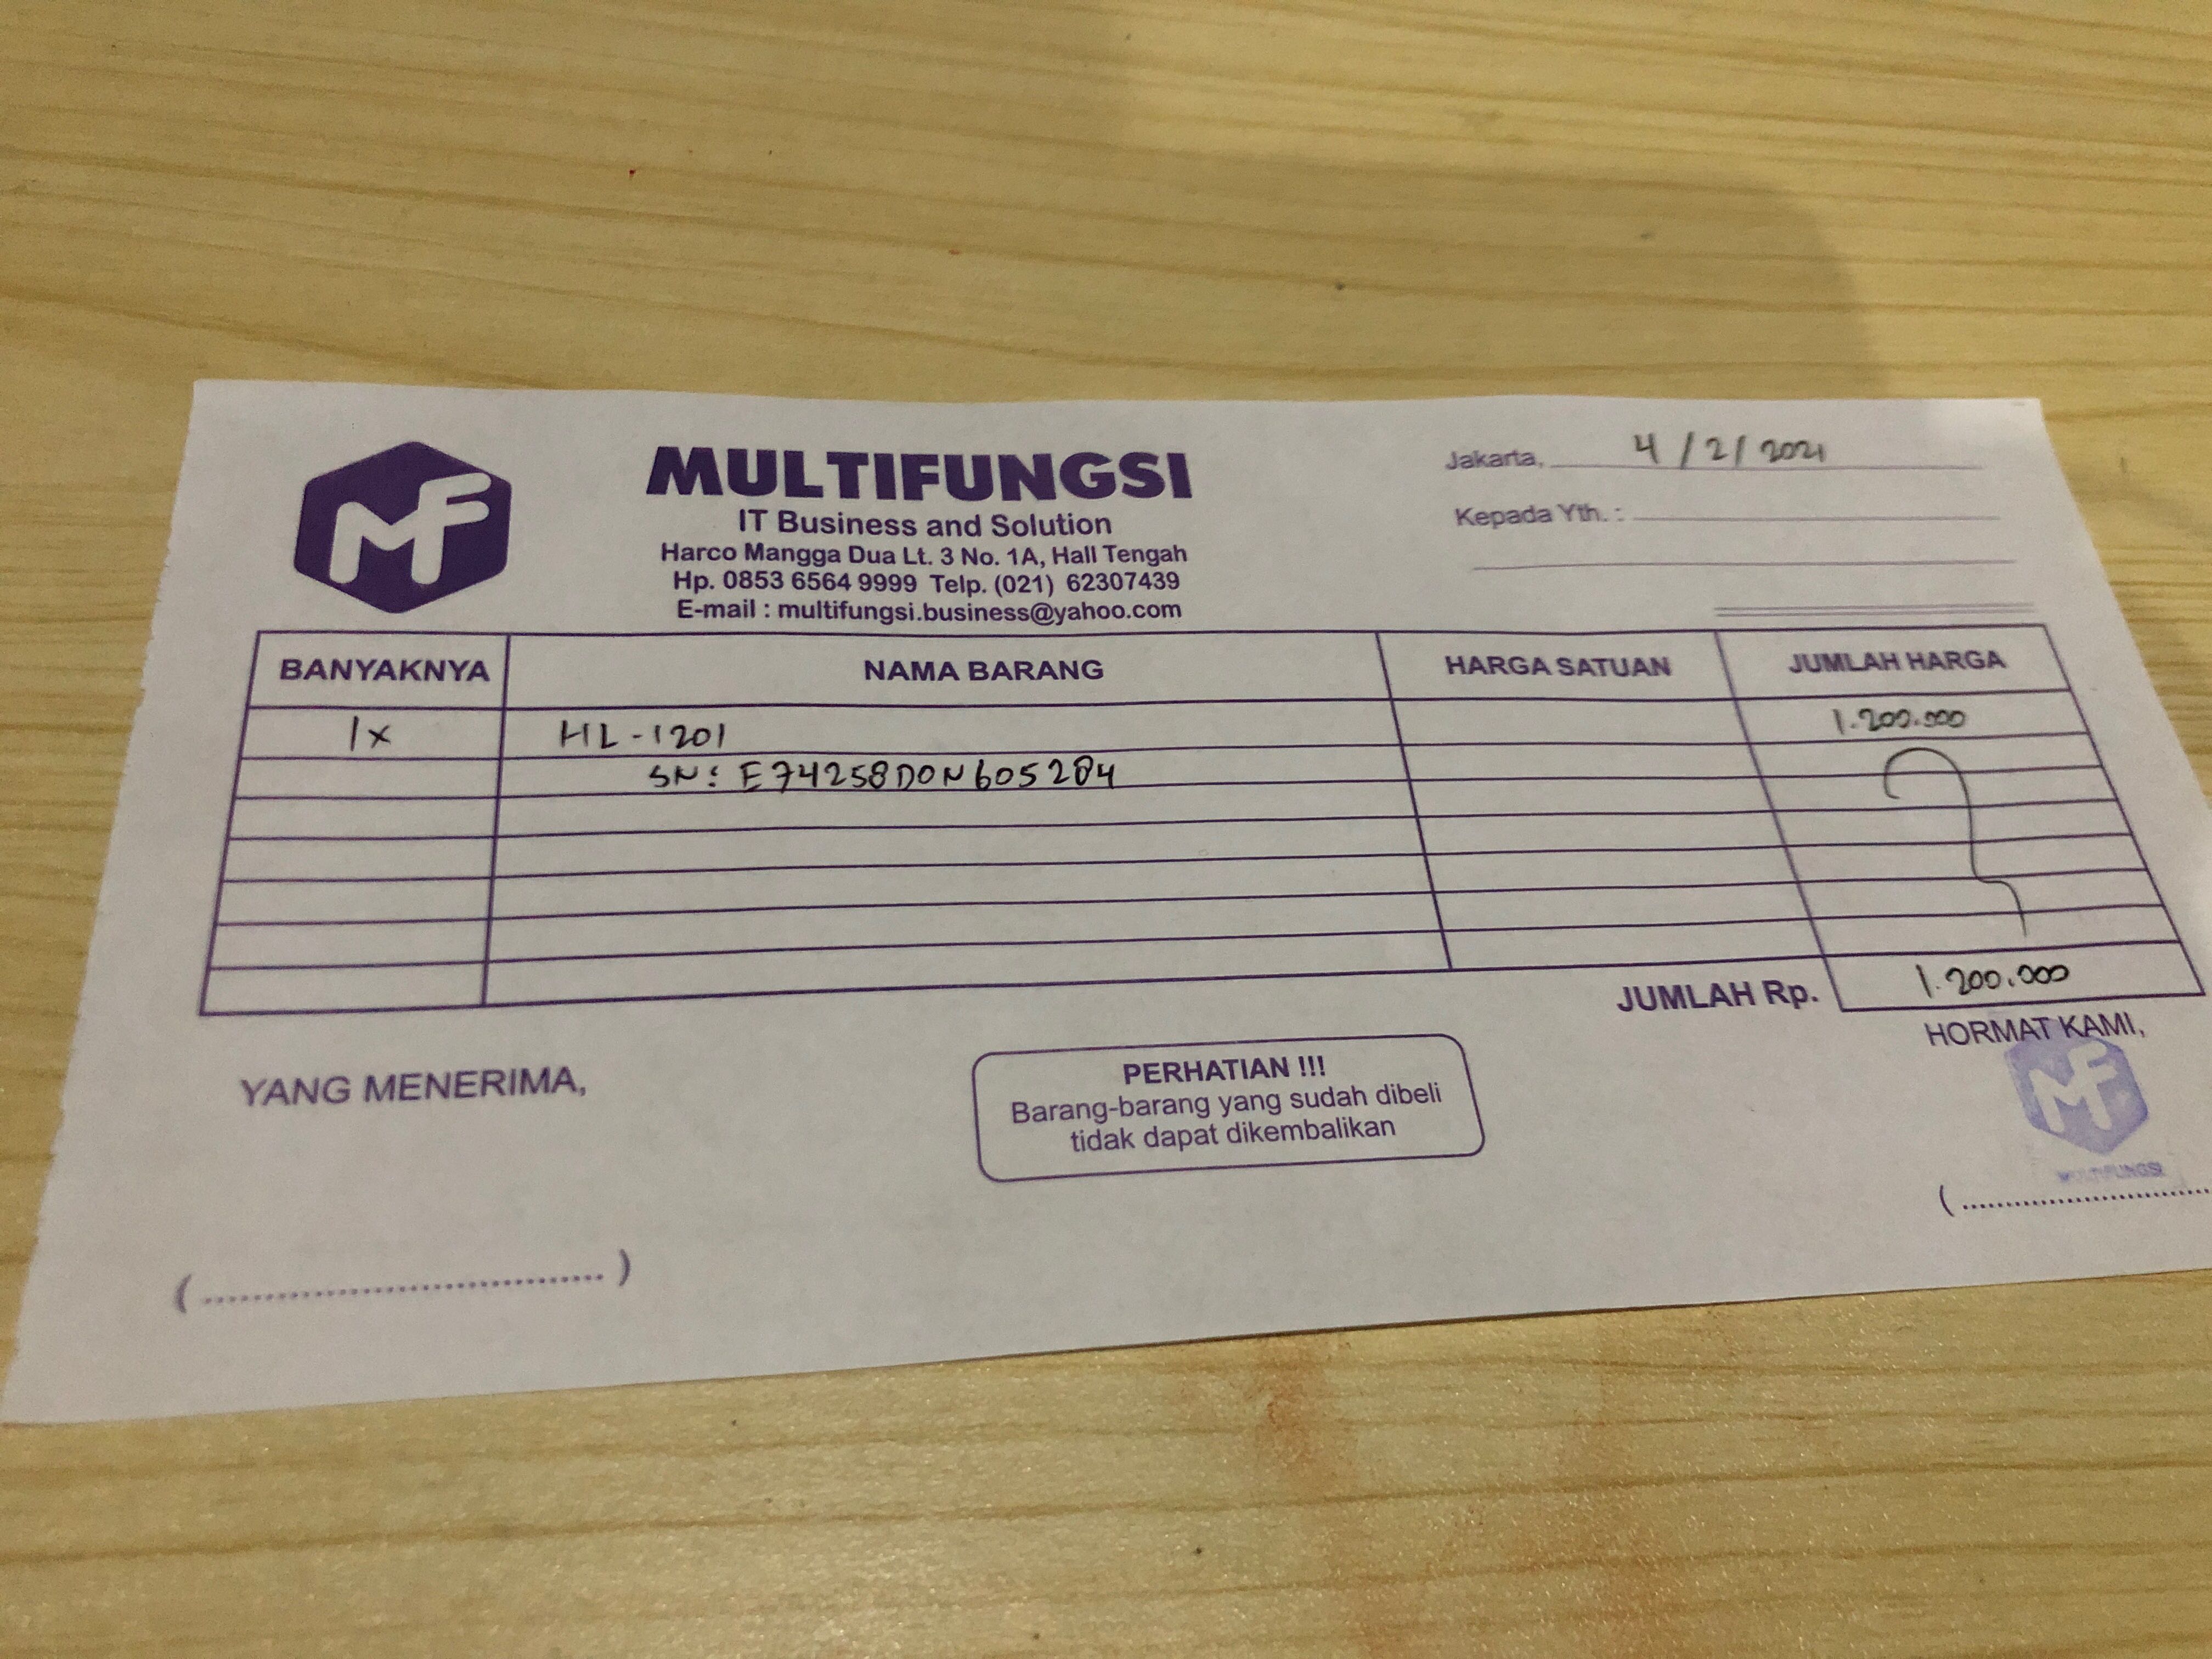 MF
MULTIFUNGSI
IT Business and Solution
Harco Mangga Dua Lt. 3 No. 1A, Hall Tengah
Hp. 0853 6564 9999 Telp. (021) 62307439
E-mail : multifungsi.business@yahoo.com
Jakarta, 4/2/2021
Kepada Yth. :
BANYAKNYA NAMA BARANG HARGA SATUAN JUMLAH HARGA
1x HL-1201 1.200.000
SN: E74258D0N605284
JUMLAH Rp. 1.200.000
YANG MENERIMA,
(.................................)
PERHATIAN !!!
Barang-barang yang sudah dibeli
tidak dapat dikembalikan
HORMAT KAMI,
MF
MULTIFUNGSI
(.................................